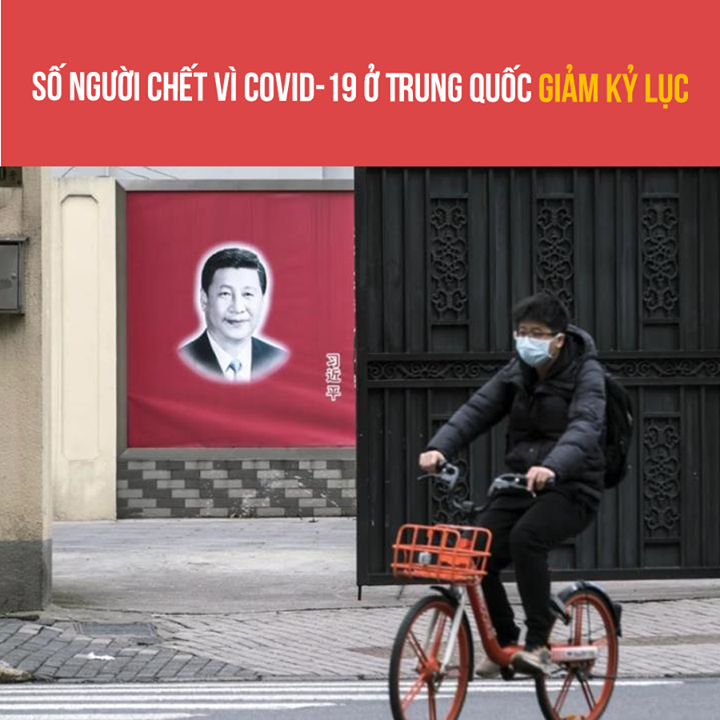 SỐ NGƯỜI CHẾT VÌ COVID-19 Ở TRUNG QUỐC GIẢM KỶ LỤC
习近平